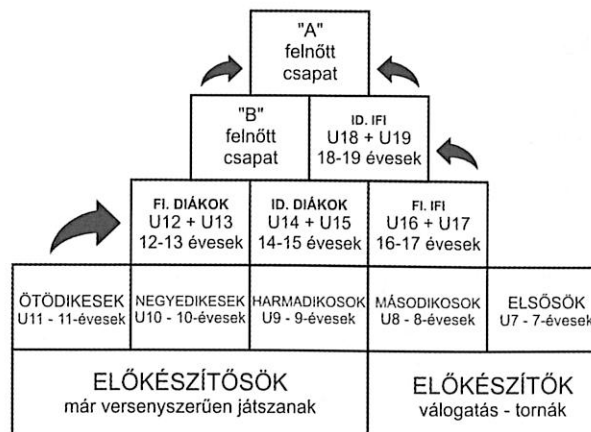 "A"
felnőtt
csapat
"B"
felnőtt
csapat
ID. IFI
U18 + U19
18-19 évesek
FI. DIÁKOK
U12 + U13
12-13 évesek
ID. DIÁKOK
U14 + U15
14-15 évesek
FI. IFI
U16 + U17
16-17 évesek
ÖTÖDIKESEK
U11 - 11-évesek
NEGYEDIKESEK
U10 - 10-évesek
HARMADIKOSOK
U9 - 9-évesek
MÁSODIKOSOK
U8 - 8-évesek
ELSŐSÖK
U7 - 7-évesek
ELŐKÉSZÍTŐSÖK
már versenyszerűen játszanak
ELŐKÉSZÍTŐK
válogatás - tornák